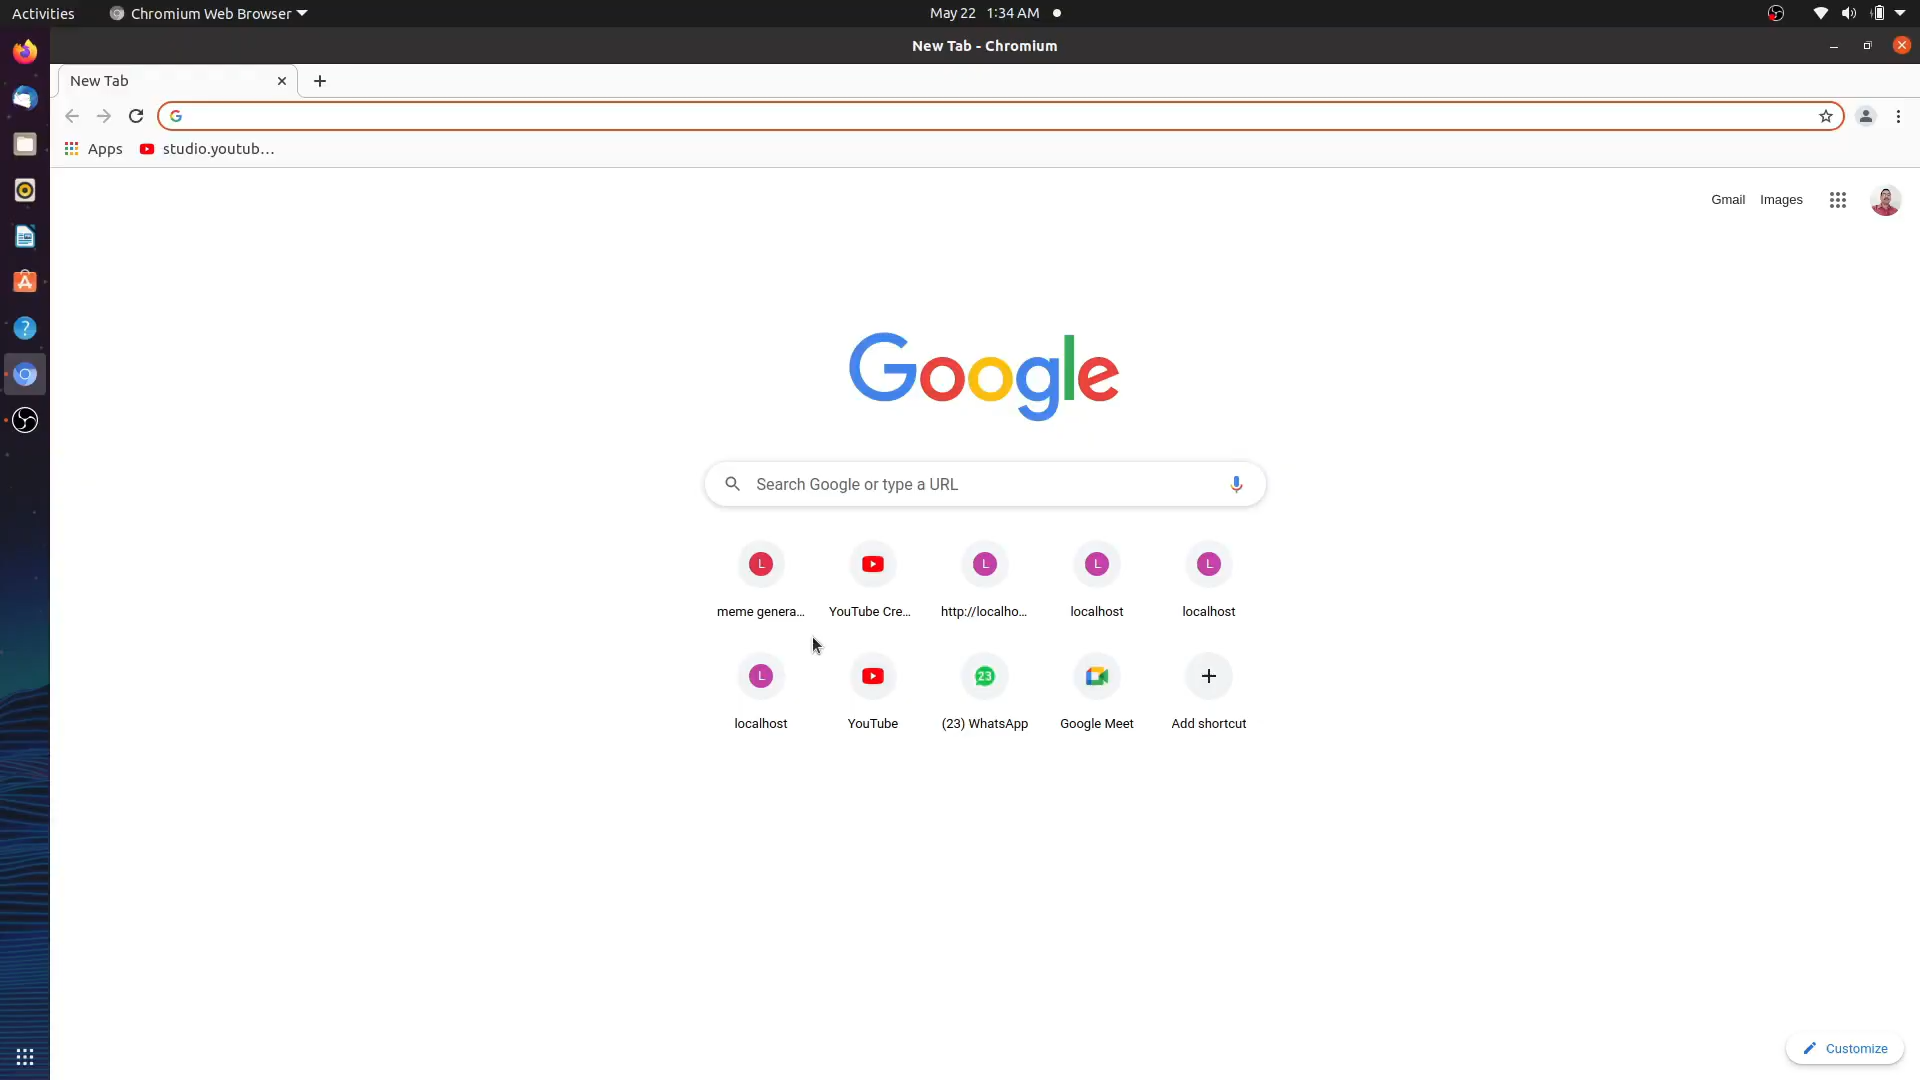 Activities
Chromium Web Browser
May 22 1:34 AM
New Tab - Chromium
New Tab
Apps
studio.youtub...
Gmail
Images
Google
Search Google or type a URL
L
L
L
L
meme genera...
YouTube Cre...
http://localho...
localhost
localhost
L
23
localhost
YouTube
(23) WhatsApp
Google Meet
Add shortcut
Customize